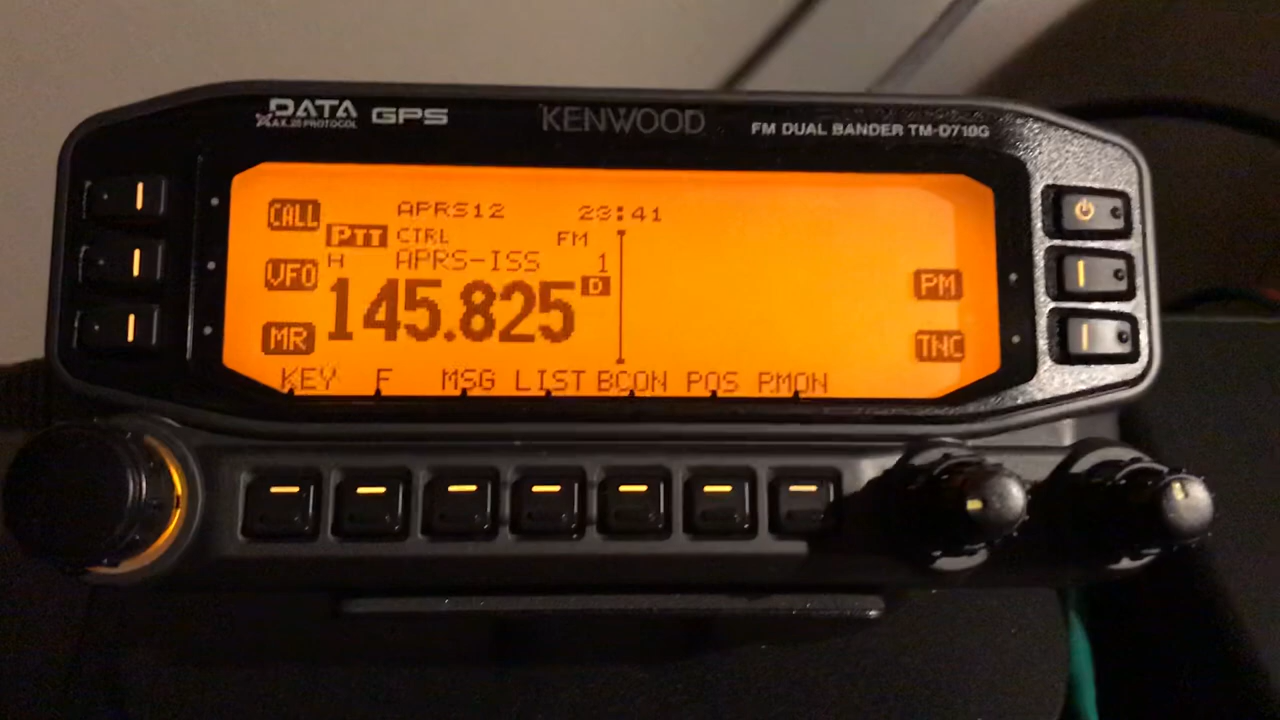 DATA GPS KENWOOD FM DUAL BANDER TM-D710G
AX.25 PROTOCOL
CALL APRS12 23:41
PTT CTRL FM
VFO H APRS-ISS 1
145.825 D PM
MR TNC
KEY F MSG LIST BCON POS P.MON